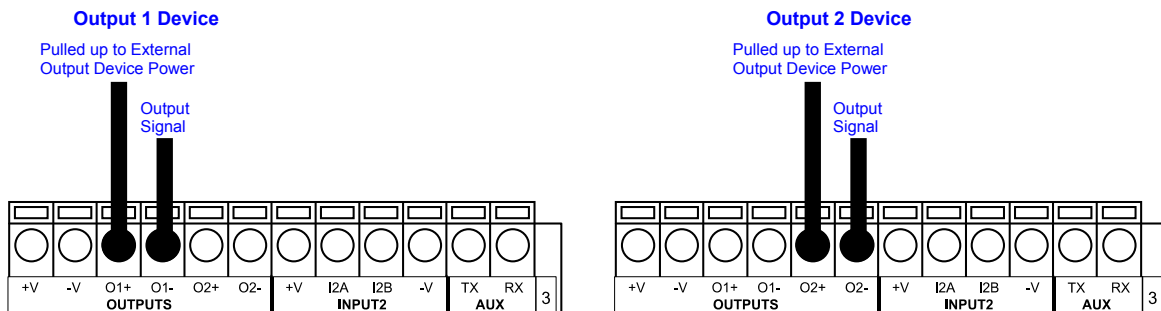 Output 1 Device
Pulled up to External
Output Device Power
Output
Signal
+V -V O1+ O1- O2+ O2- +V I2A I2B -V TX RX
OUTPUTS INPUT2 AUX 3
Output 2 Device
Pulled up to External
Output Device Power
Output
Signal
+V -V O1+ O1- O2+ O2- +V I2A I2B -V TX RX
OUTPUTS INPUT2 AUX 3